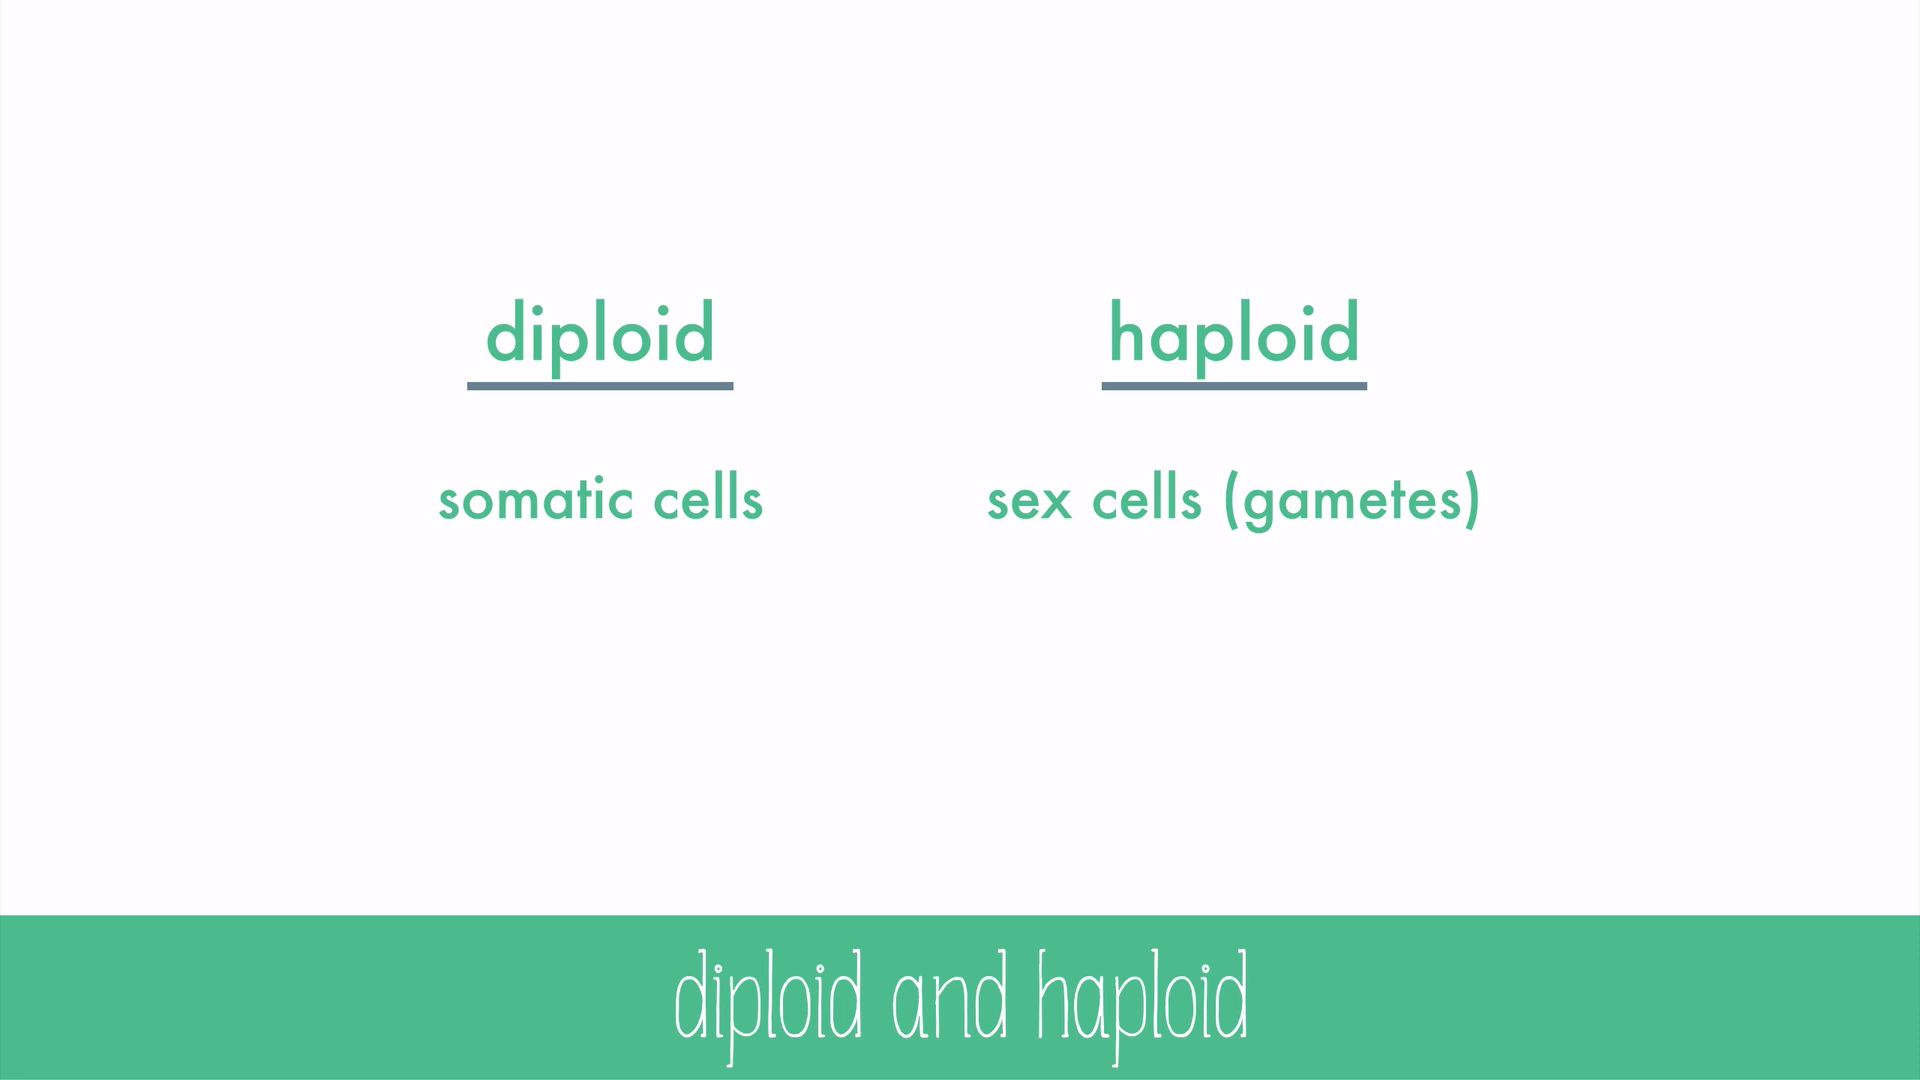 diploid
haploid
somatic cells
sex cells (gametes)
diploid and haploid